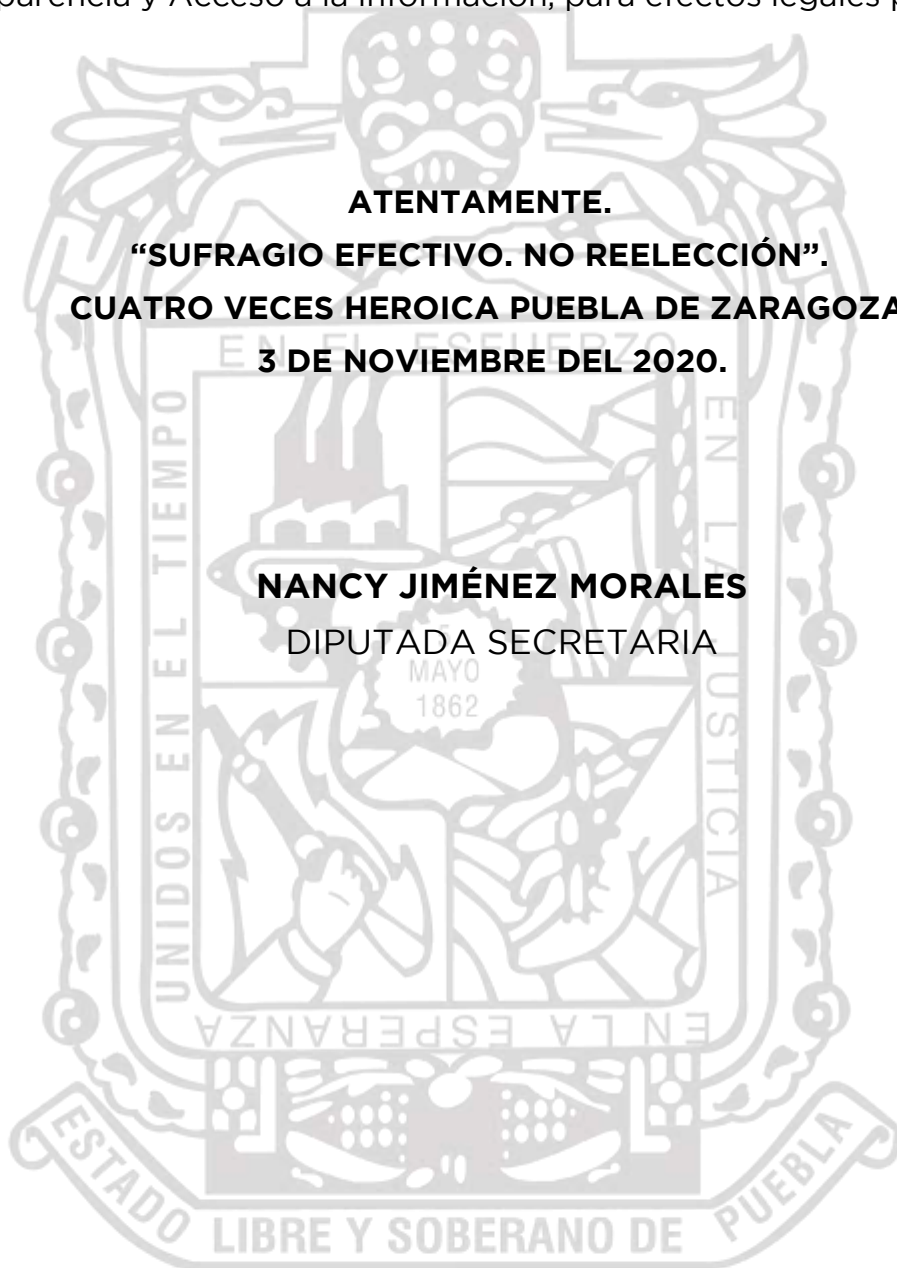 parencia y Acceso a la Información, para efectos legales p
ATENTAMENTE.
“SUFRAGIO EFECTIVO. NO REELECCIÓN”.
CUATRO VECES HEROICA PUEBLA DE ZARAGOZA
3 DE NOVIEMBRE DEL 2020.
NANCY JIMÉNEZ MORALES
DIPUTADA SECRETARIA
UNIDOS EN EL TIEMPO
EN EL ESFUERZO
EN LA JUSTICIA
EN LA ESPERANZA
MAYO
1862
ESTADO LIBRE Y SOBERANO DE PUEBLA